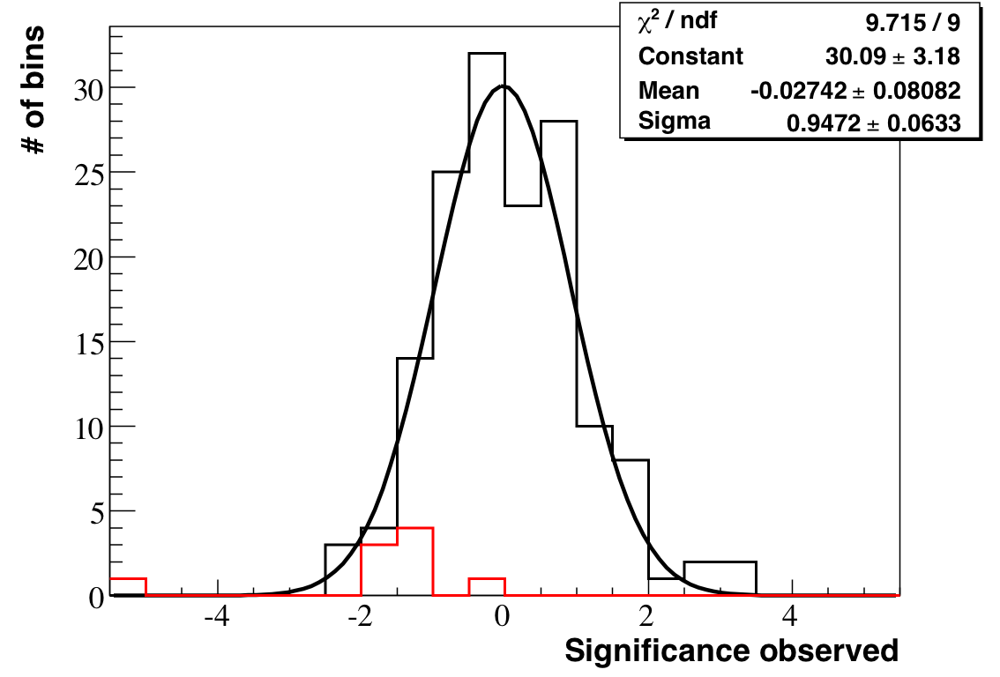 χ² / ndf 9.715 / 9
Constant 30.09 ± 3.18
Mean -0.02742 ± 0.08082
Sigma 0.9472 ± 0.0633
# of bins
30
25
20
15
10
5
0
-4 -2 0 2 4
Significance observed